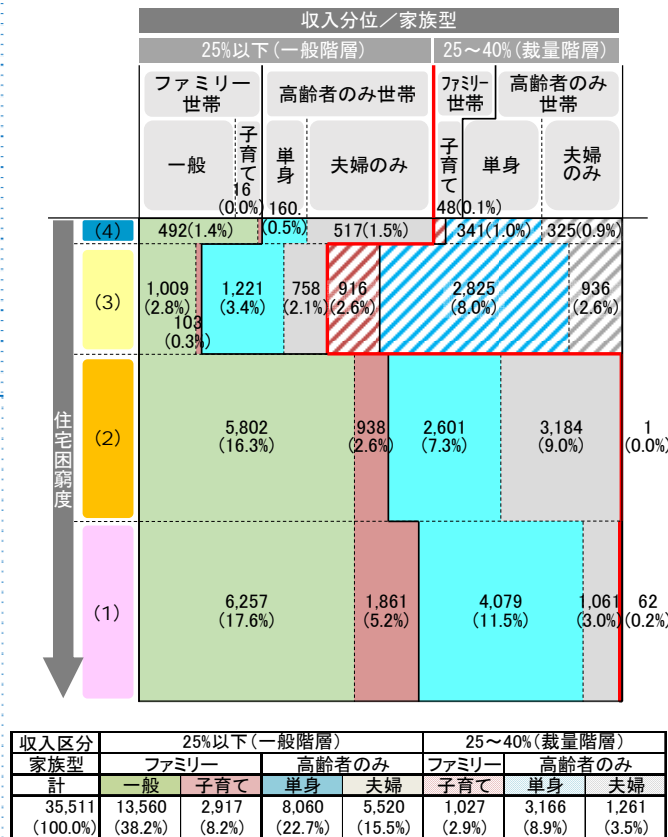 収入分位／家族型
25%以下(一般階層) 25～40%(裁量階層)
ファミリー
世帯
高齢者のみ世帯
ファミリー
世帯
高齢者のみ
世帯
一般
子育て
単身
夫婦のみ
子育て
単身
夫婦
のみ
住宅困窮度
16
(0.0%)
160.
(0.5%)
48(0.1%)
(4) 492(1.4%) 517(1.5%) 341(1.0%) 325(0.9%)
(3) 1,009 1,221 758 916 2,825 936
(2.8%) (3.4%) (2.1%) (2.6%) (8.0%) (2.6%)
103
(0.3%)
(2) 5,802 938 2,601 3,184 1
(16.3%) (2.6%) (7.3%) (9.0%) (0.0%)
(1) 6,257 1,861 4,079 1,061 62
(17.6%) (5.2%) (11.5%) (3.0%) (0.2%)
収入区分 25%以下(一般階層) 25～40%(裁量階層)
家族型 ファミリー 高齢者のみ ファミリー 高齢者のみ
計 一般 子育て 単身 夫婦 子育て 単身 夫婦
35,511 13,560 2,917 8,060 5,520 1,027 3,166 1,261
(100.0%) (38.2%) (8.2%) (22.7%) (15.5%) (2.9%) (8.9%) (3.5%)